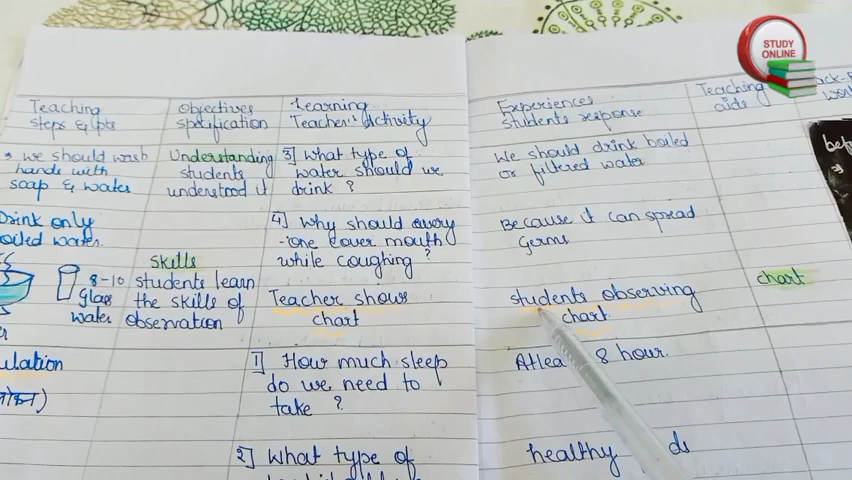 STUDY
ONLINE
Teaching
steps & pts
Objectives
spctification
Learning
Teacher's Activity
Experiences
Students response
Teaching
aids
we should wash
hands with
soap & water
Understanding
students
understood it
3] What type of
water should we
drink ?
We should drink boiled
or filtered water
Drink only
boiled water.
4] Why should every
-one cover mouth
while coughing ?
Because it can spread
Germs
8-10
Glass
water
Skills
students learn
the skills of
observation
Teacher shows
chart
students observing
chart.
chart
1] How much sleep
do we need to
take ?
8 hour.
2] What type of
healthy